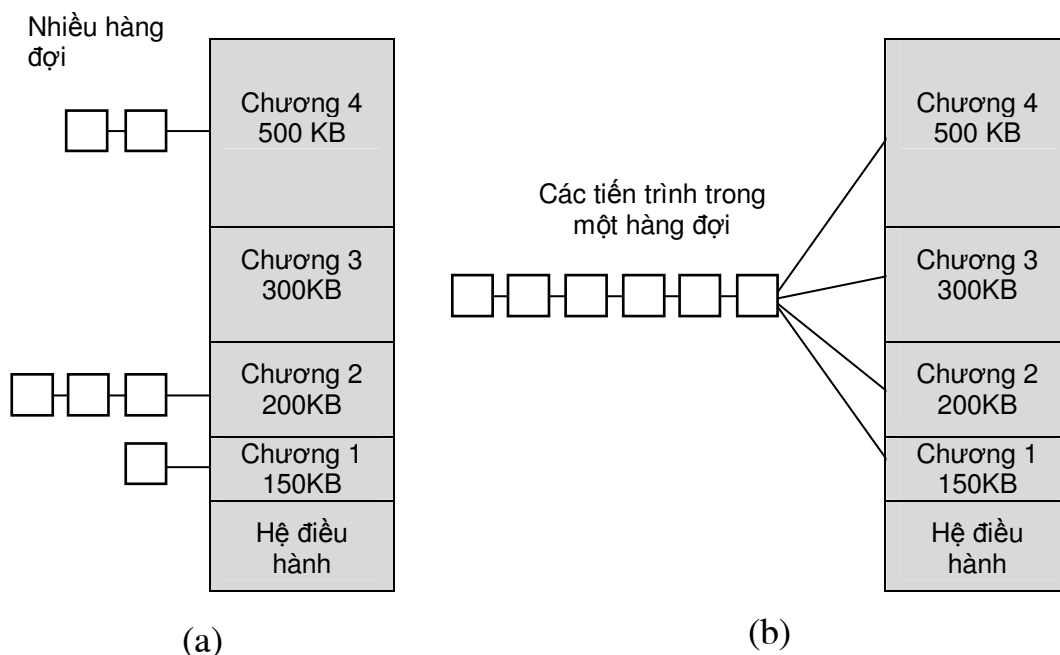 Nhiều hàng
đợi
Chương 4
500 KB
Chương 3
300KB
Chương 2
200KB
Chương 1
150KB
Hệ điều
hành
(a)
Các tiến trình trong
một hàng đợi
Chương 4
500 KB
Chương 3
300KB
Chương 2
200KB
Chương 1
150KB
Hệ điều
hành
(b)